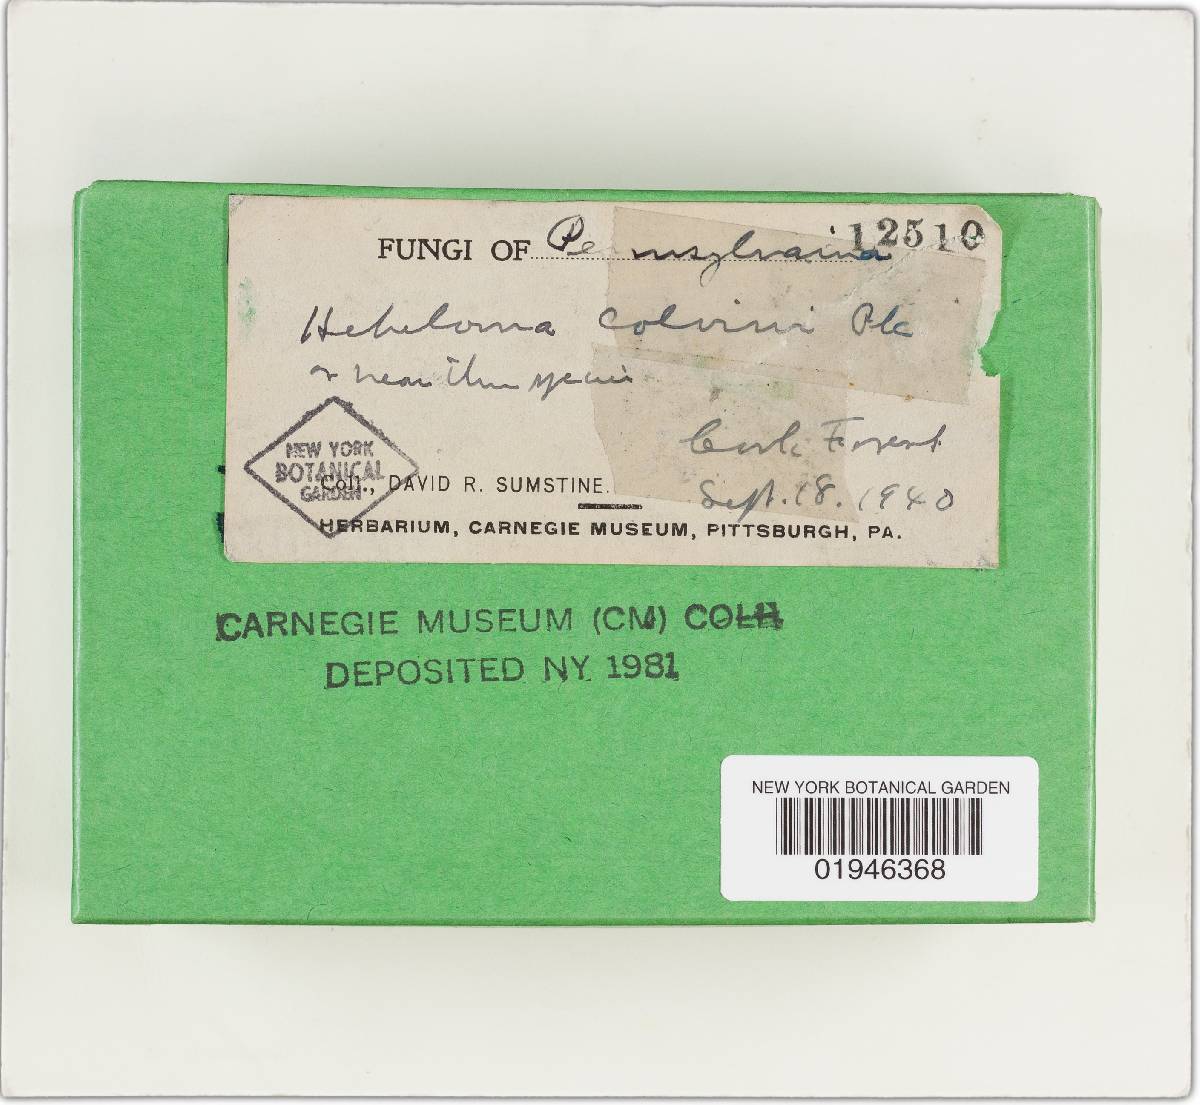 12510
FUNGI OF Pennsylvania
Hebeloma colvini Pk
or near this species
NEW YORK
BOTANICAL
GARDEN
Cook Forest
Coll., DAVID R. SUMSTINE.
Sept. 18. 1940
HERBARIUM, CARNEGIE MUSEUM, PITTSBURGH, PA.
CARNEGIE MUSEUM (CM) COLL
DEPOSITED NY 1981
NEW YORK BOTANICAL GARDEN
01946368